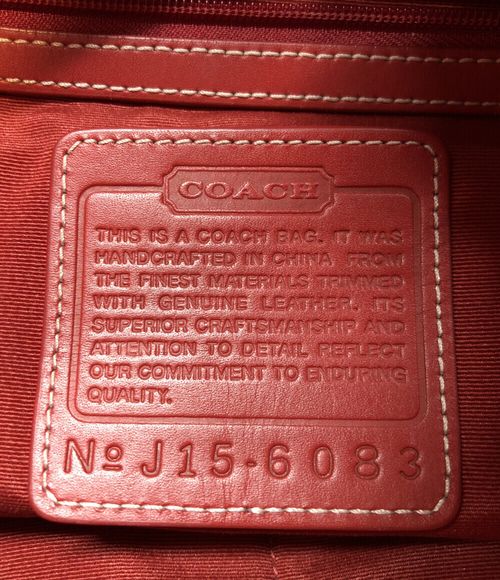 COACH
THIS IS A COACH BAG. IT WAS
HANDCRAFTED IN CHINA FROM
THE FINEST MATERIALS TRIMMED
WITH GENUINE LEATHER. ITS
SUPERIOR CRAFTSMANSHIP AND
ATTENTION TO DETAIL REFLECT
OUR COMMITMENT TO ENDURING
QUALITY.
Nº J15-6083